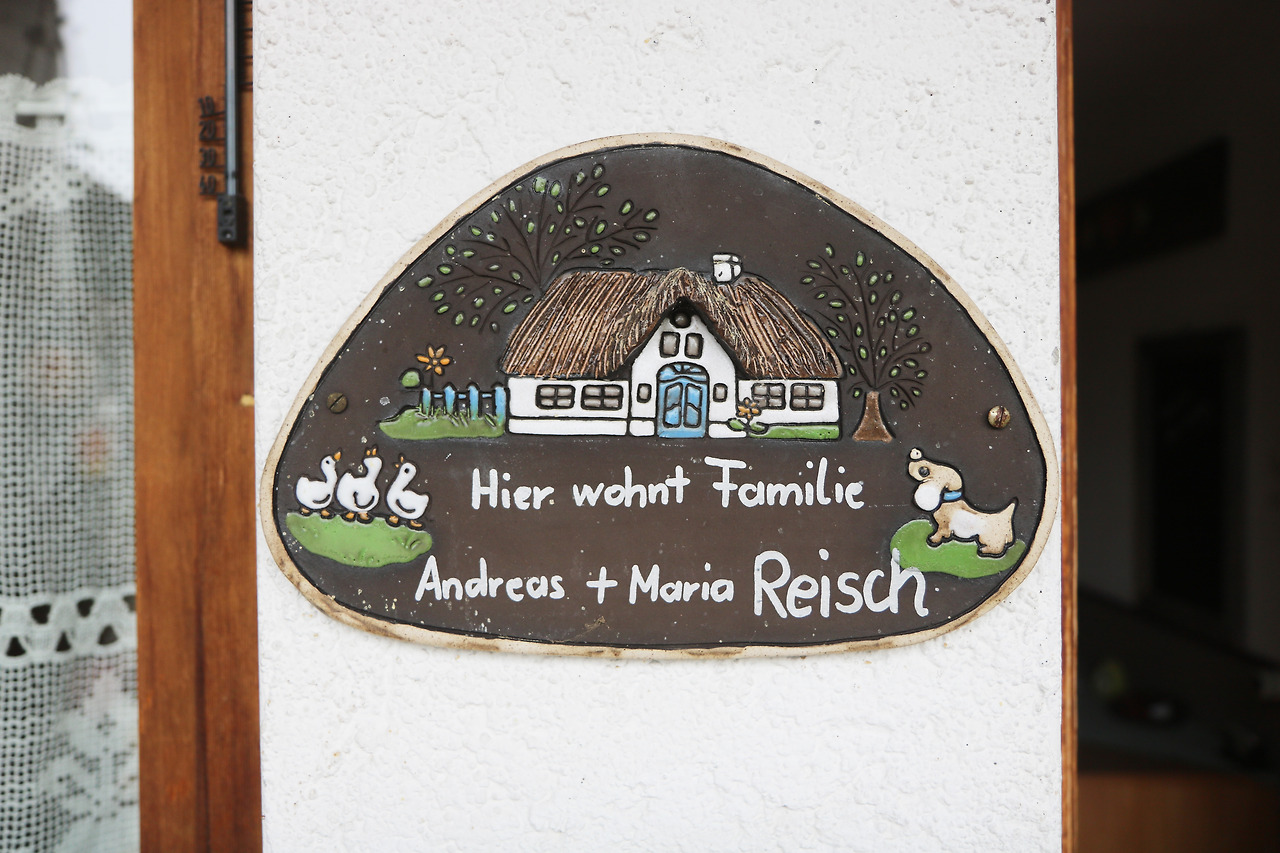 Hier wohnt Familie
Andreas + Maria Reisch